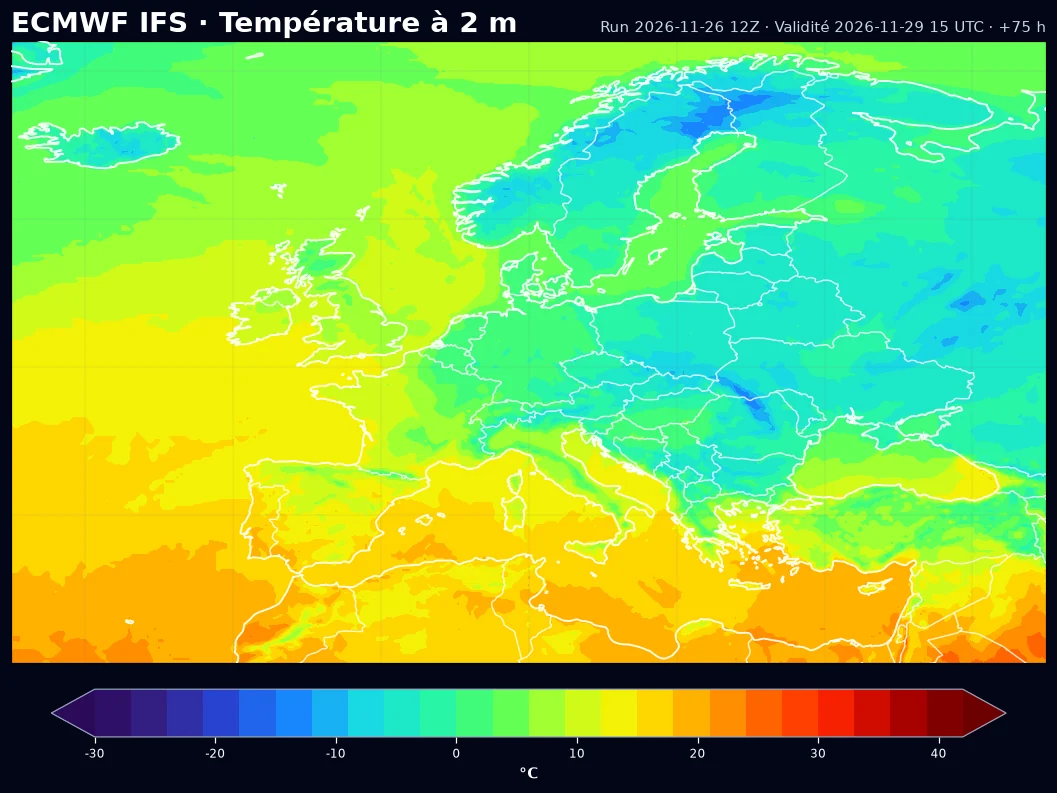 ECMWF IFS · Température à 2 m
Run 2026-11-26 12Z · Validité 2026-11-29 15 UTC · +75 h
-30 -20 -10 0 10 20 30 40
°C